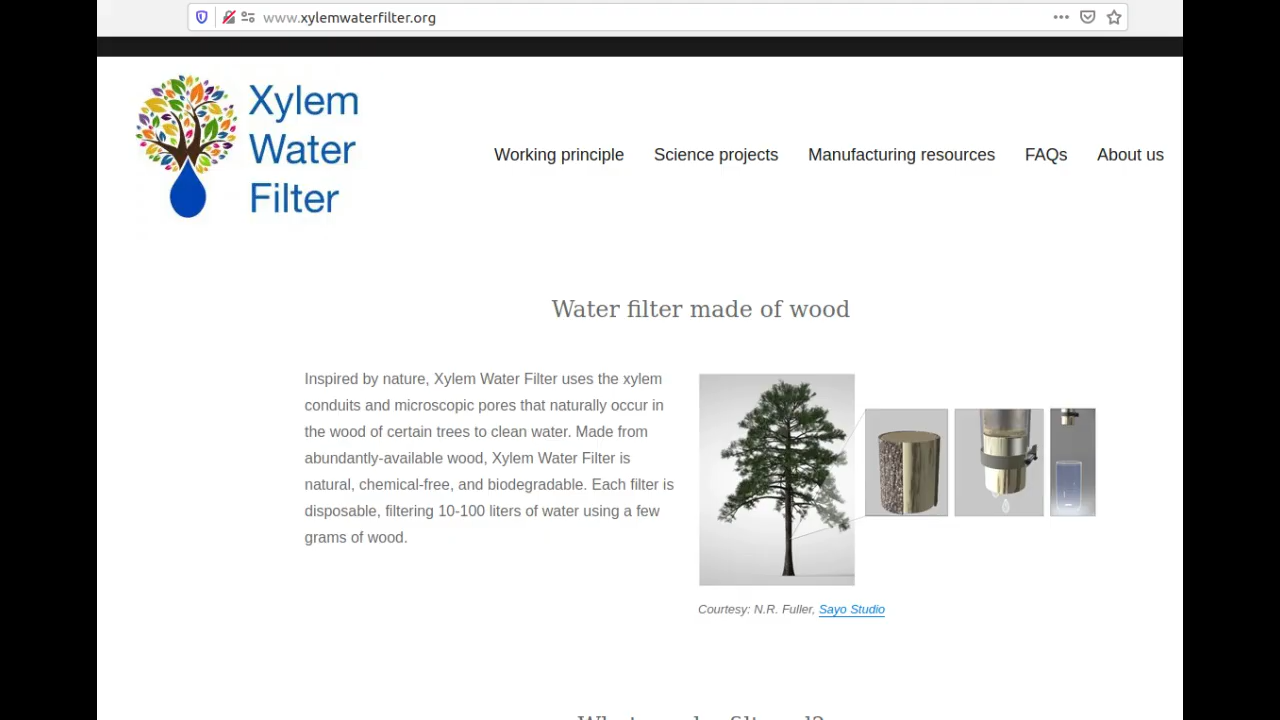 www.xylemwaterfilter.org
Xylem
Water
Filter
Working principle Science projects Manufacturing resources FAQs About us
Water filter made of wood
Inspired by nature, Xylem Water Filter uses the xylem
conduits and microscopic pores that naturally occur in
the wood of certain trees to clean water. Made from
abundantly-available wood, Xylem Water Filter is
natural, chemical-free, and biodegradable. Each filter is
disposable, filtering 10-100 liters of water using a few
grams of wood.
Courtesy: N.R. Fuller, Sayo Studio